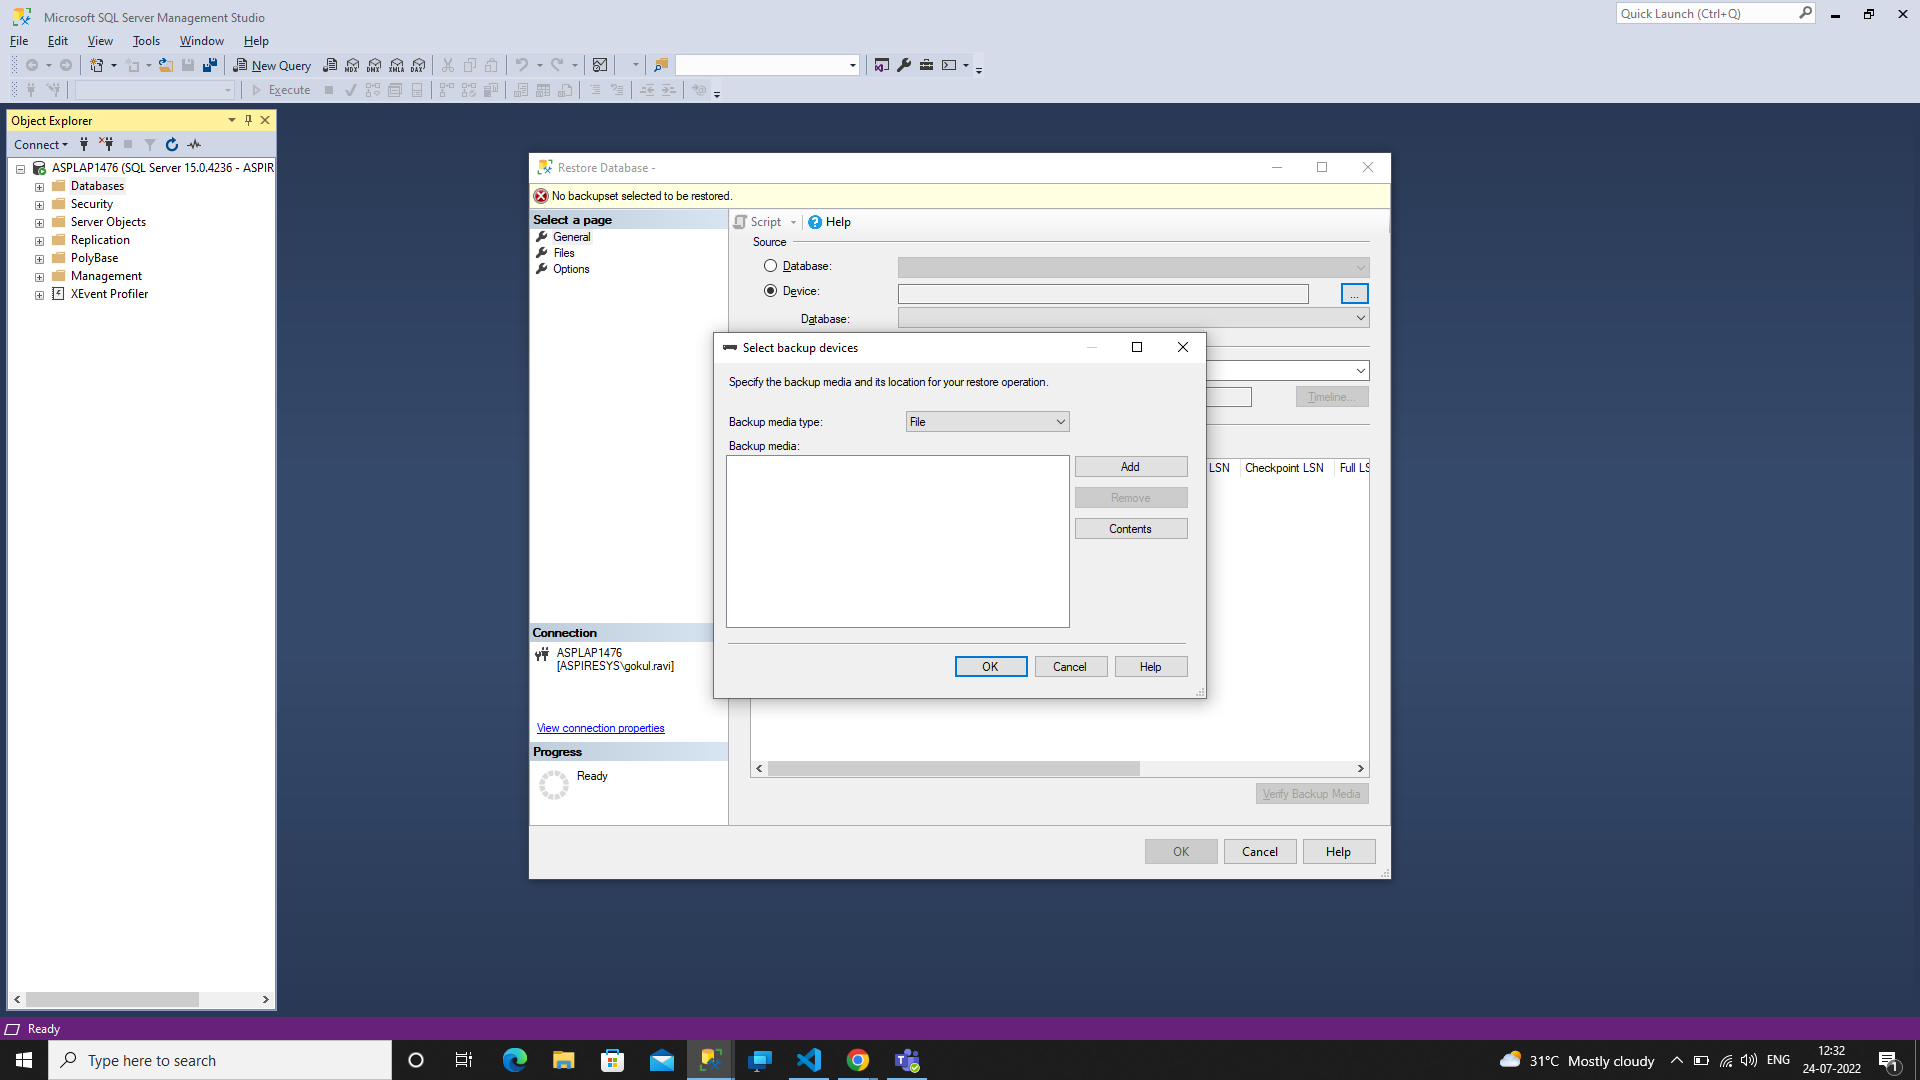 Microsoft SQL Server Management Studio
Quick Launch (Ctrl+Q)
File Edit View Tools Window Help
New Query
MDX DMX XMLA DAX
Execute
Object Explorer
Connect
ASPLAP1476 (SQL Server 15.0.4236 - ASPIR
Databases
Security
Server Objects
Replication
PolyBase
Management
XEvent Profiler
Restore Database -
No backupset selected to be restored.
Select a page
General
Files
Options
Script
Help
Source
Database:
Device:
...
Database:
Timeline...
LSN Checkpoint LSN Full LS
Select backup devices
Specify the backup media and its location for your restore operation.
Backup media type: File
Backup media:
Add
Remove
Contents
OK Cancel Help
Connection
ASPLAP1476
[ASPIRESYS\gokul.ravi]
View connection properties
Progress
Ready
Verify Backup Media
OK Cancel Help
Ready
Type here to search
31°C Mostly cloudy
ENG
12:32
24-07-2022
1